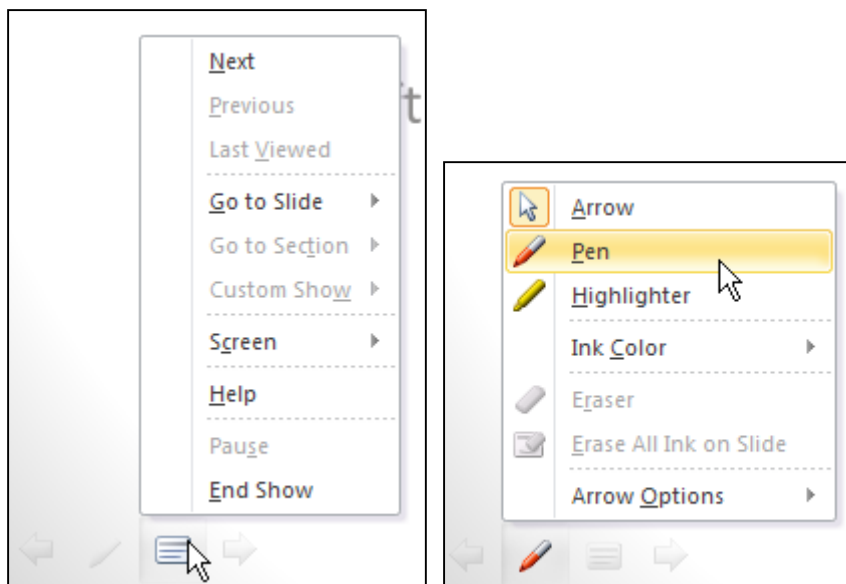 Next
Previous
ft
Last Viewed
Go to Slide
Go to Section
Custom Show
Screen
Help
Pause
End Show
Arrow
Pen
Highlighter
Ink Color
Eraser
Erase All Ink on Slide
Arrow Options